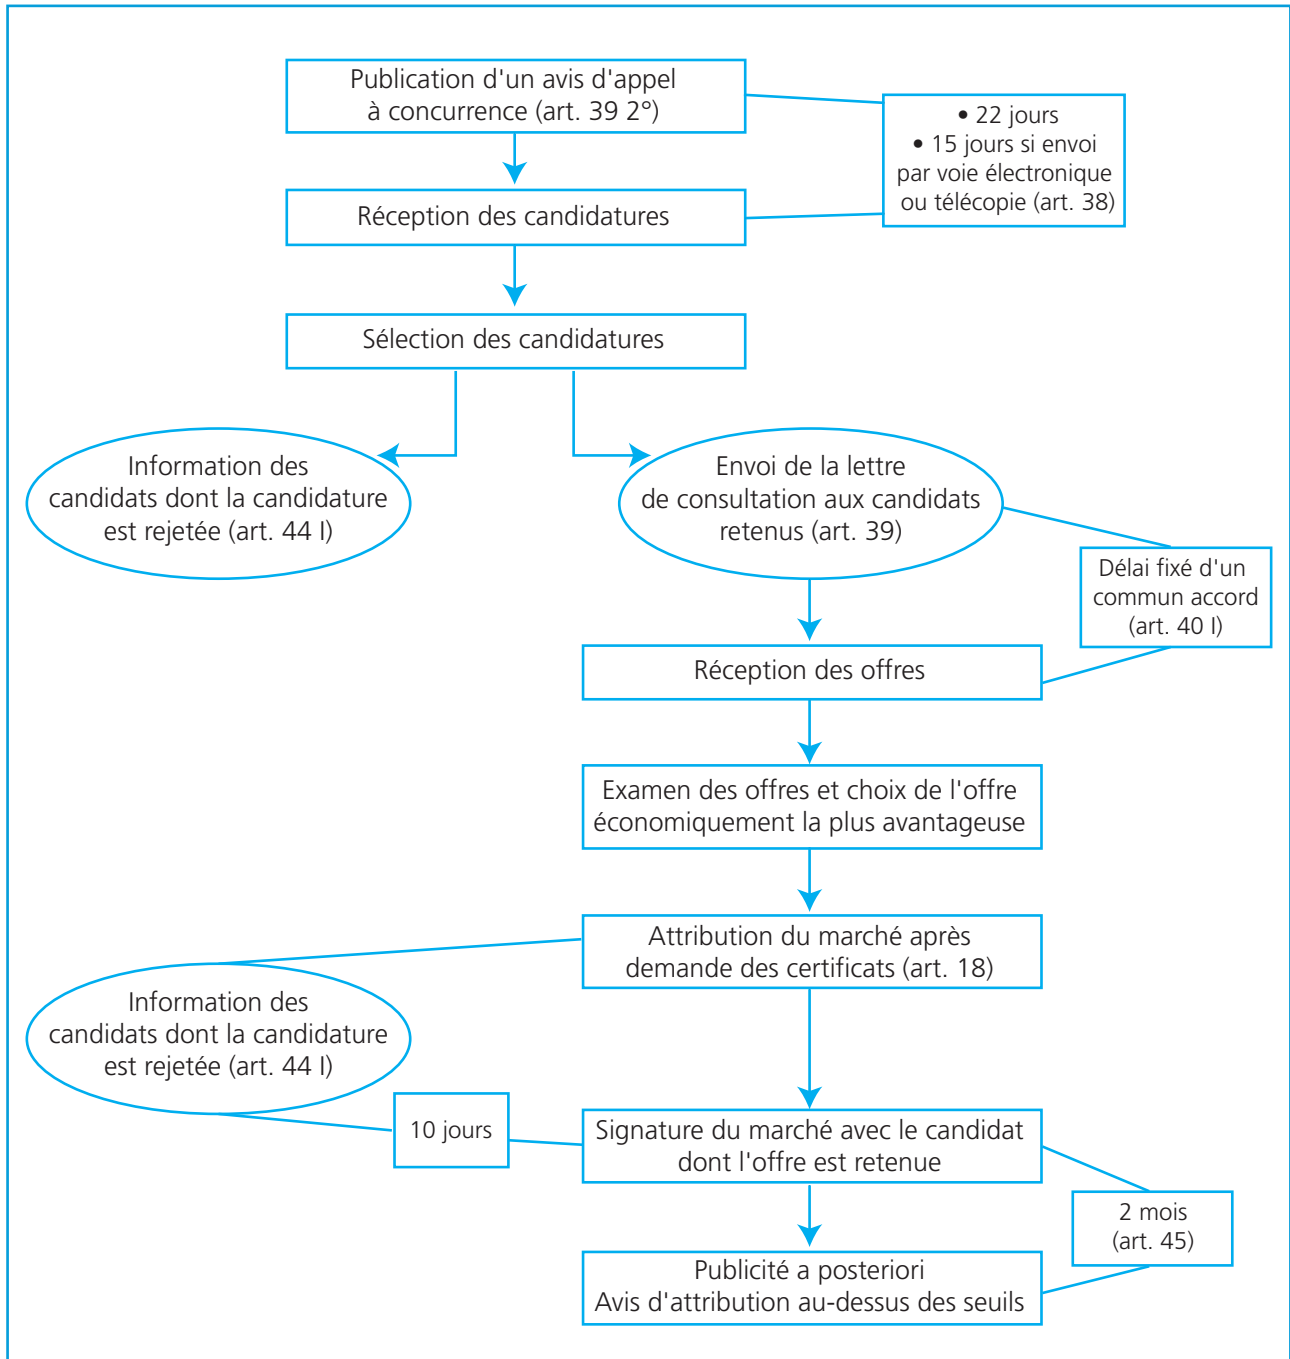 Publication d'un avis d'appel
à concurrence (art. 39 2°)
• 22 jours
• 15 jours si envoi
par voie électronique
ou télécopie (art. 38)
Réception des candidatures
Sélection des candidatures
Information des
candidats dont la candidature
est rejetée (art. 44 I)
Envoi de la lettre
de consultation aux candidats
retenus (art. 39)
Délai fixé d'un
commun accord
(art. 40 I)
Réception des offres
Examen des offres et choix de l'offre
économiquement la plus avantageuse
Attribution du marché après
demande des certificats (art. 18)
Information des
candidats dont la candidature
est rejetée (art. 44 I)
10 jours
Signature du marché avec le candidat
dont l'offre est retenue
2 mois
(art. 45)
Publicité a posteriori
Avis d'attribution au-dessus des seuils